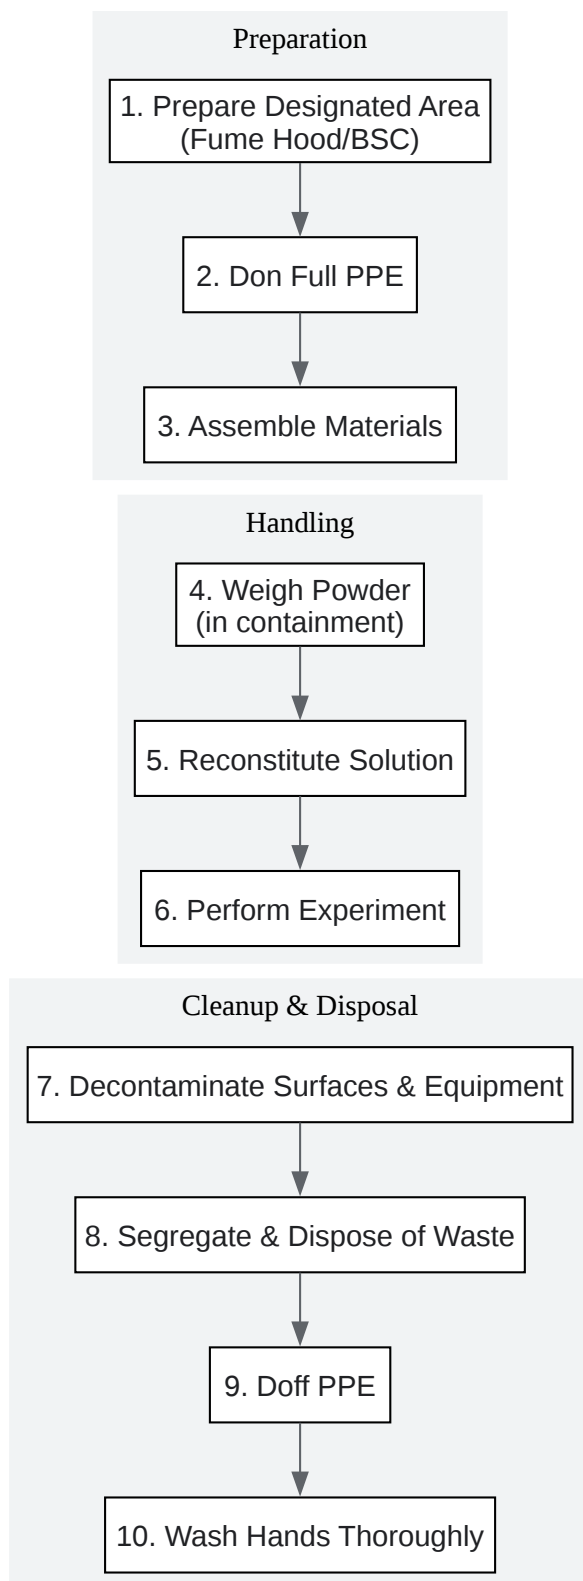 Preparation
1. Prepare Designated Area
(Fume Hood/BSC)
2. Don Full PPE
3. Assemble Materials
Handling
4. Weigh Powder
(in containment)
5. Reconstitute Solution
6. Perform Experiment
Cleanup & Disposal
7. Decontaminate Surfaces & Equipment
8. Segregate & Dispose of Waste
9. Doff PPE
10. Wash Hands Thoroughly